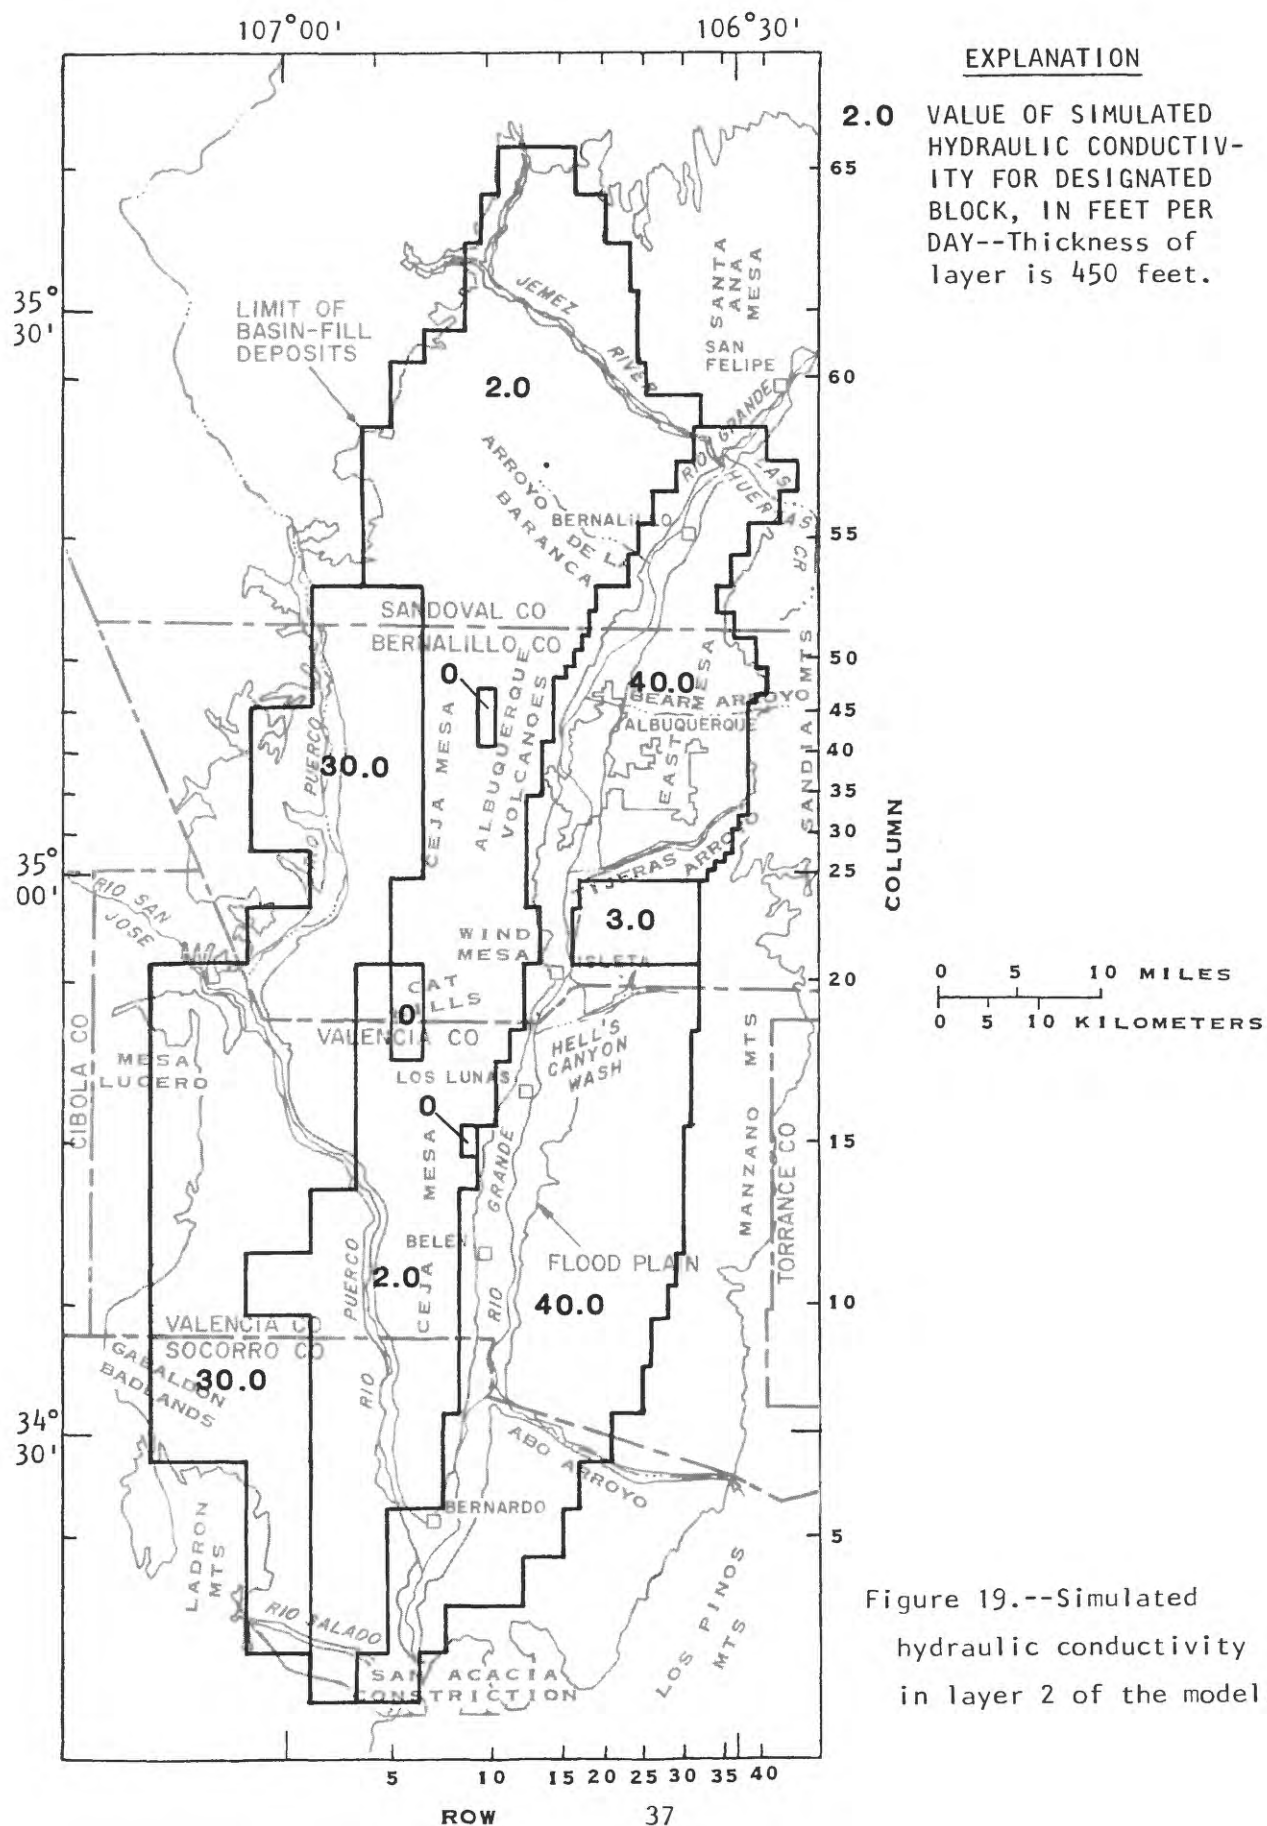 107°00'
106°30'
EXPLANATION
2.0 VALUE OF SIMULATED
HYDRAULIC CONDUCTIV-
ITY FOR DESIGNATED
BLOCK, IN FEET PER
DAY--Thickness of
layer is 450 feet.
65
SANTA
ANA
MESA
35°
30'
LIMIT OF
BASIN-FILL
DEPOSITS
JEMEZ
RIVER
SAN
FELIPE
60
2.0
RIO GRANDE
LAS
HUERTAS
CR
ARROYO
DE LA
BARANCA
BERNALILLO
55
SANDOVAL CO
BERNALILLO CO
50
0
40.0
MESA
EAST
BEAR ARROYO
ALBUQUERQUE
45
40
35
30
25
COLUMN
SANDIA MTS
30.0
RIO PUERCO
CEJA MESA
ALBUQUERQUE
VOLCANOES
TIJERAS ARROYO
35°
00'
RIO SAN
JOSE
3.0
WIND
MESA
ISLETA
20
0 5 10 MILES
0 5 10 KILOMETERS
CAT
HILLS
0
VALENCIA CO
HELL'S
CANYON
WASH
CIBOLA CO
MESA
LUCERO
LOS LUNAS
0
MANZANO MTS
TORRANCE CO
15
CEJA MESA
RIO GRANDE
BELEN
FLOOD PLAIN
RIO PUERCO
2.0
40.0
10
VALENCIA CO
SOCORRO CO
GABALDON
BADLANDS
30.0
34°
30'
ABO ARROYO
BERNARDO
5
LADRON
MTS
LOS PINOS
MTS
RIO SALADO
SAN ACACIA
CONSTRICTION
Figure 19.--Simulated
hydraulic conductivity
in layer 2 of the model
5 10 15 20 25 30 35 40
ROW
37